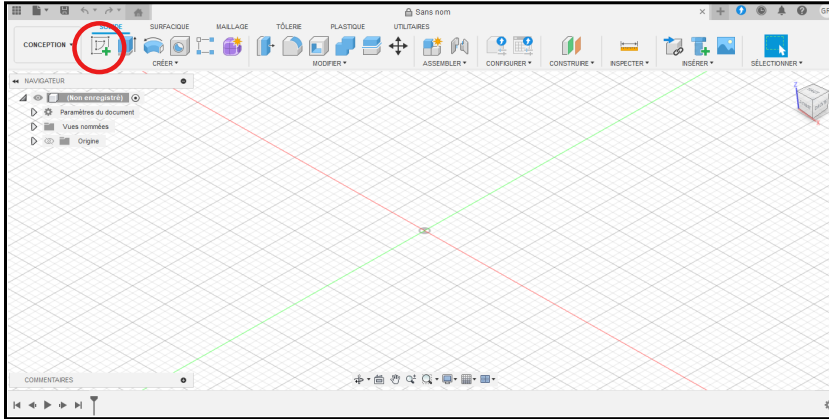 Sans nom
GF
SOLIDE SURFACIQUE MAILLAGE TÔLERIE PLASTIQUE UTILITAIRES
CONCEPTION
CRÉER MODIFIER ASSEMBLER CONFIGURER CONSTRUIRE INSPECTER INSÉRER SÉLECTIONNER
NAVIGATEUR
(Non enregistré)
Paramètres du document
Vues nommées
Origine
Z
X
COMMENTAIRES